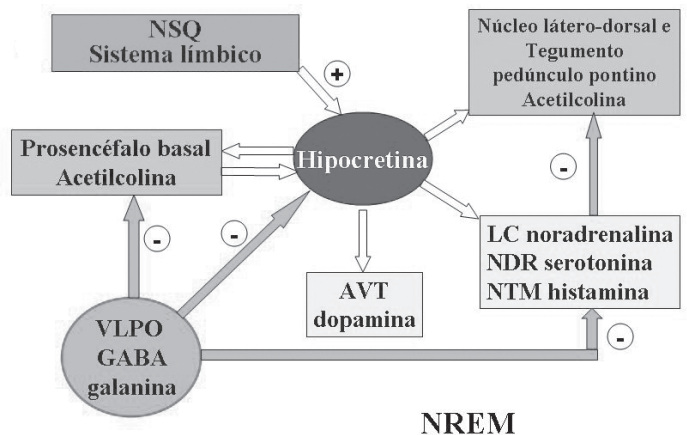 NSQ
Sistema límbico
Núcleo látero-dorsal e
Tegumento
pedúnculo pontino
Acetilcolina
+
Prosencéfalo basal
Acetilcolina
Hipocretina
-
-
-
LC noradrenalina
NDR serotonina
NTM histamina
AVT
dopamina
VLPO
GABA
galanina
-
NREM